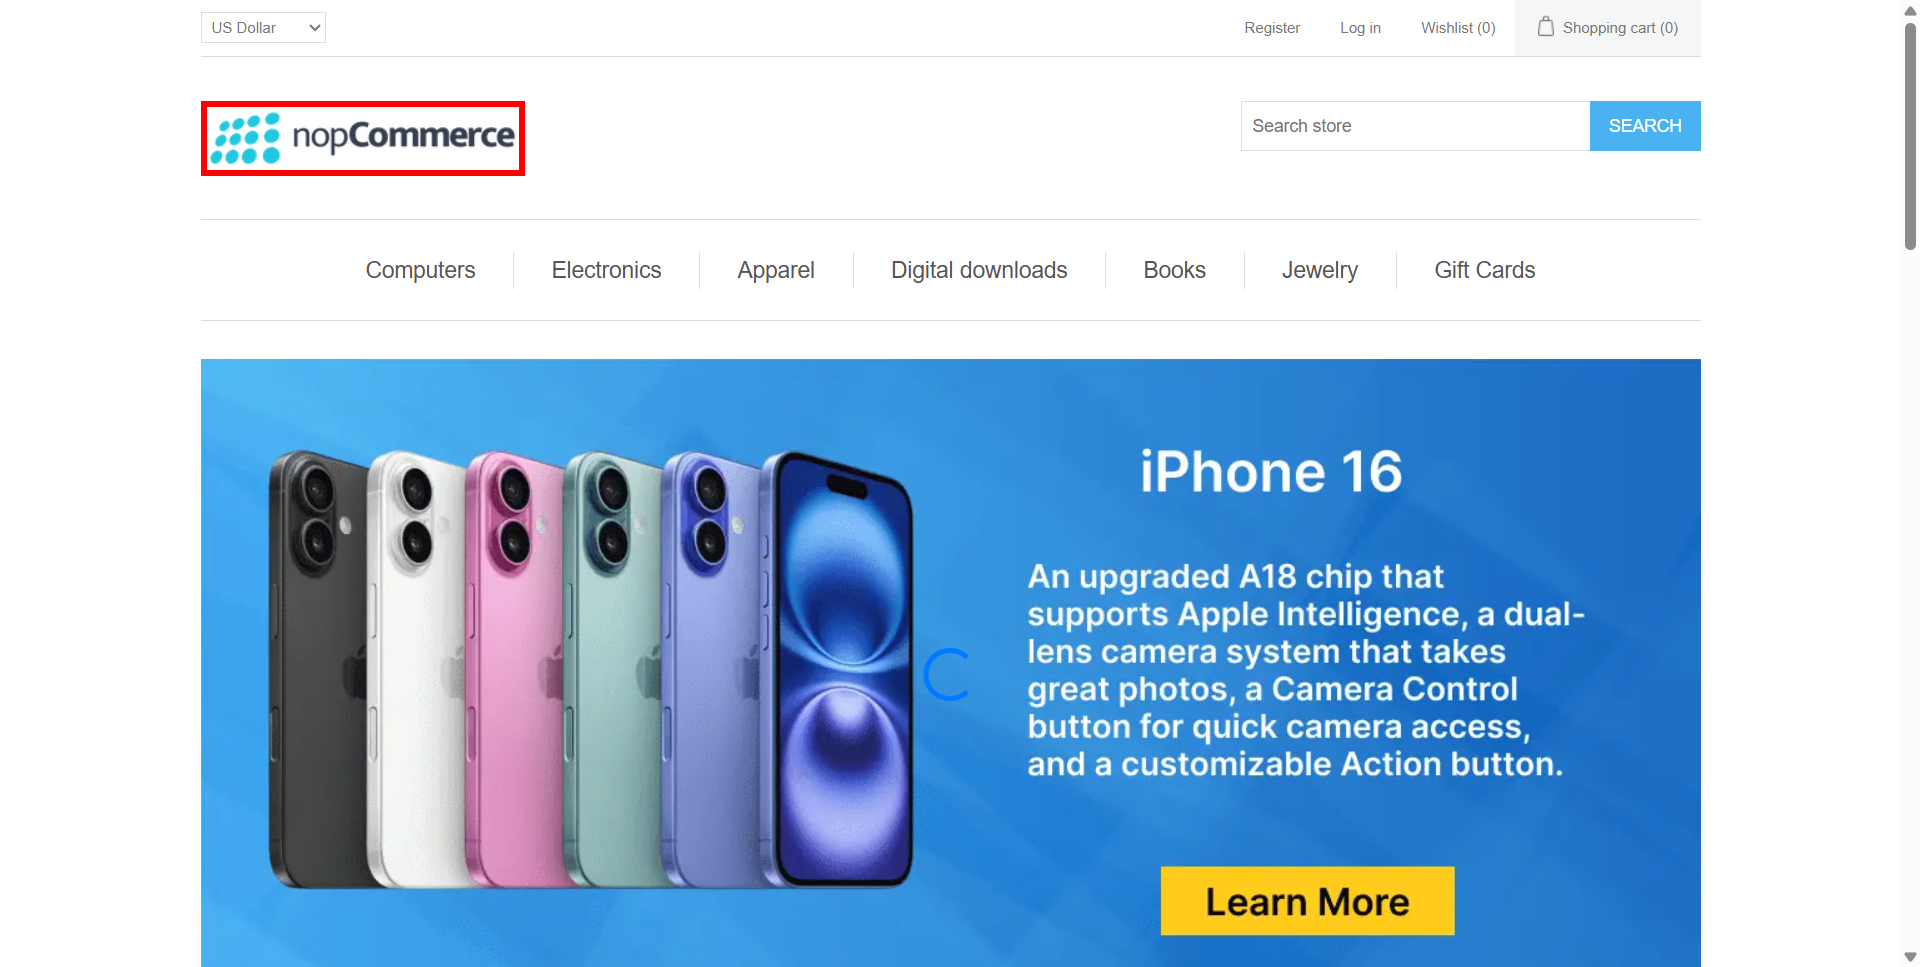 US Dollar
Register
Log in
Wishlist (0)
Shopping cart (0)
nopCommerce
Search store
SEARCH
Computers
Electronics
Apparel
Digital downloads
Books
Jewelry
Gift Cards
iPhone 16
An upgraded A18 chip that
supports Apple Intelligence, a dual-
lens camera system that takes
great photos, a Camera Control
button for quick camera access,
and a customizable Action button.
Learn More